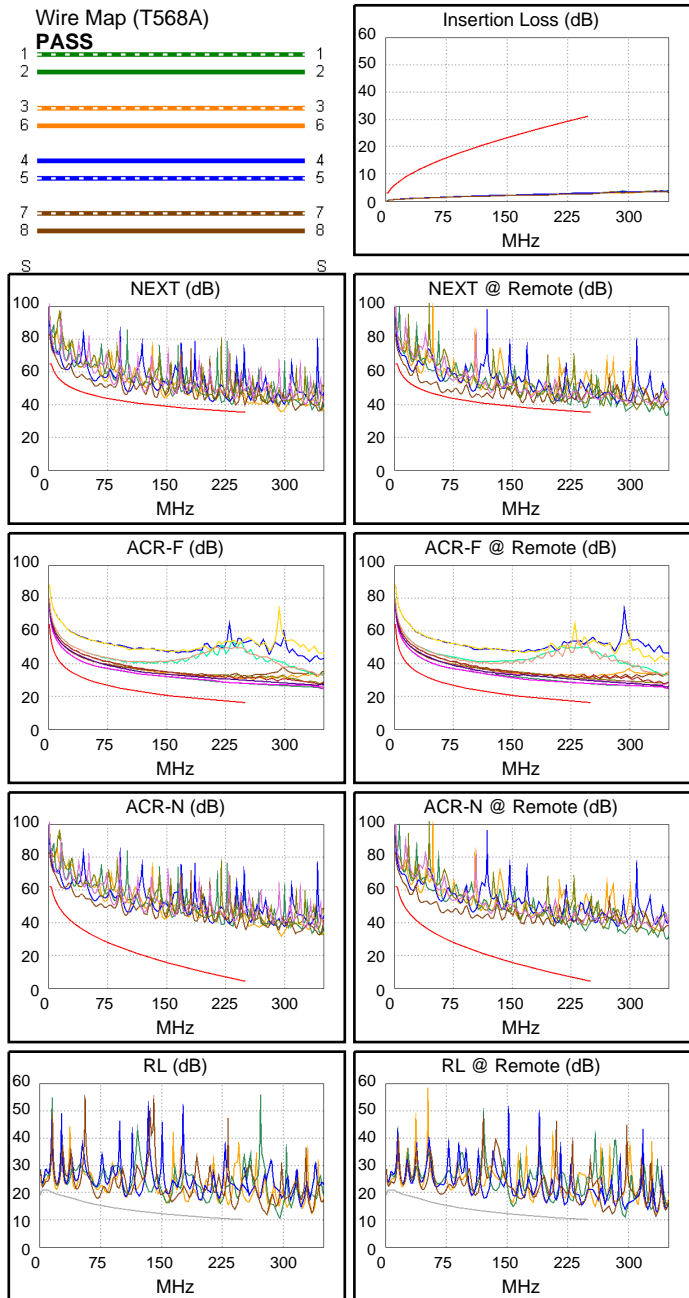 Wire Map (T568A)
PASS
1 1
2 2
3 3
6 6
4 4
5 5
7 7
8 8
S S
Insertion Loss (dB)
60
50
40
30
20
10
0
0 75 150 225 300
MHz
NEXT (dB)
100
80
60
40
20
0
0 75 150 225 300
MHz
NEXT @ Remote (dB)
100
80
60
40
20
0
0 75 150 225 300
MHz
ACR-F (dB)
100
80
60
40
20
0
0 75 150 225 300
MHz
ACR-F @ Remote (dB)
100
80
60
40
20
0
0 75 150 225 300
MHz
ACR-N (dB)
100
80
60
40
20
0
0 75 150 225 300
MHz
ACR-N @ Remote (dB)
100
80
60
40
20
0
0 75 150 225 300
MHz
RL (dB)
60
50
40
30
20
10
0
0 75 150 225 300
MHz
RL @ Remote (dB)
60
50
40
30
20
10
0
0 75 150 225 300
MHz